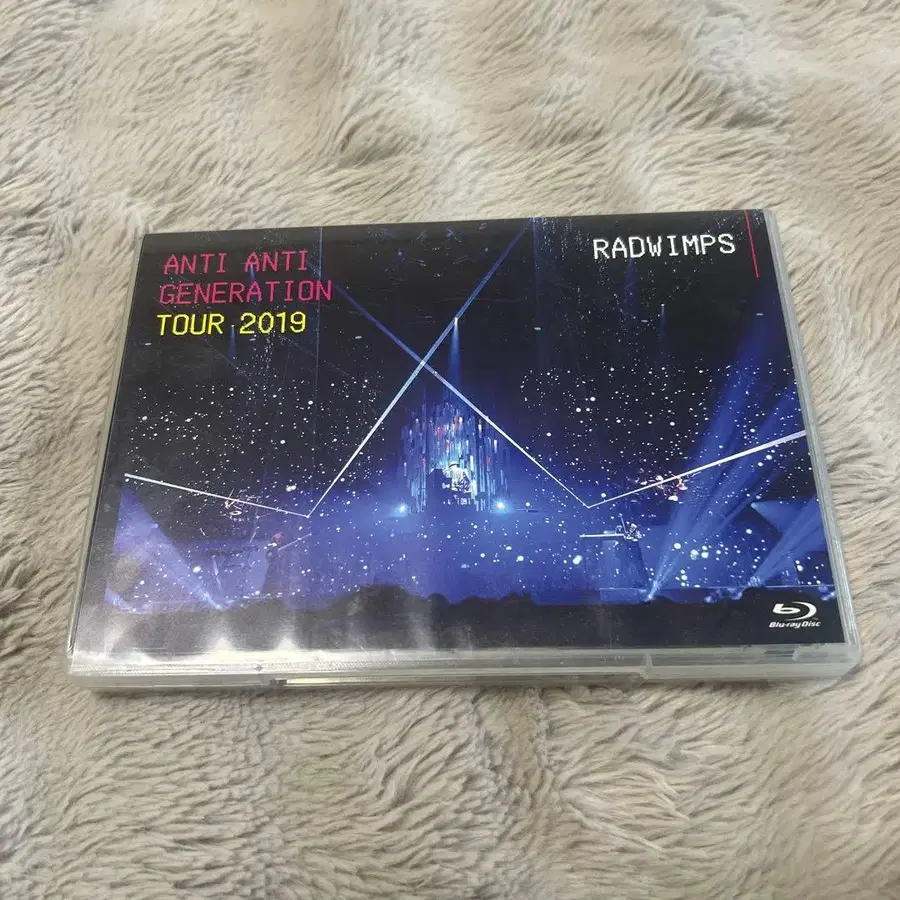 ANTI ANTI
GENERATION
TOUR 2019
RADWIMPS
Blu-ray Disc